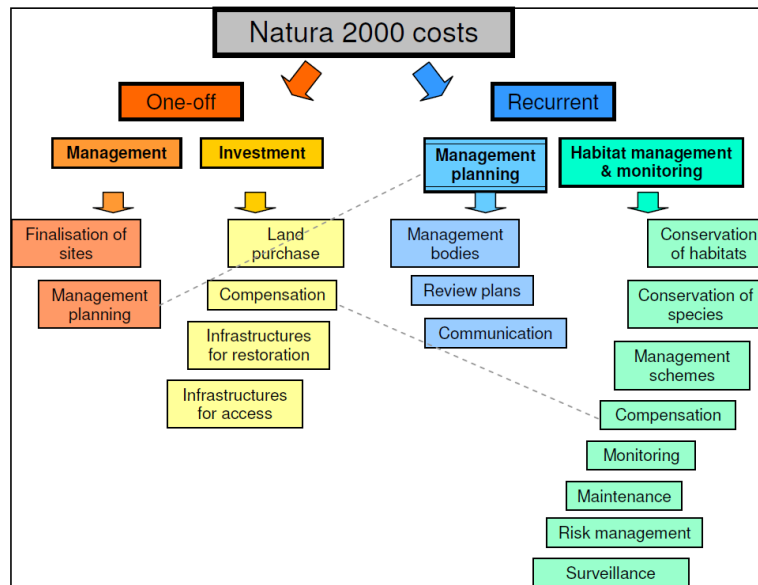 Natura 2000 costs
One-off
Recurrent
Management
Investment
Management
planning
Habitat management
& monitoring
Finalisation of
sites
Management
planning
Land
purchase
Compensation
Infrastructures
for restoration
Infrastructures
for access
Management
bodies
Review plans
Communication
Conservation
of habitats
Conservation of
species
Management
schemes
Compensation
Monitoring
Maintenance
Risk management
Surveillance